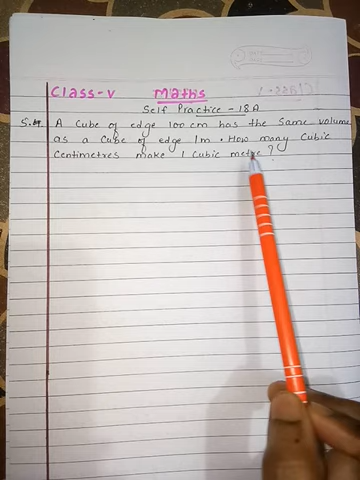 Class-V Maths
Self Practice - 18A
5. A Cube of edge 100 cm has the Same volume
as a Cube of edge 1m. How many Cubic
Centimetres make 1 Cubic metre?